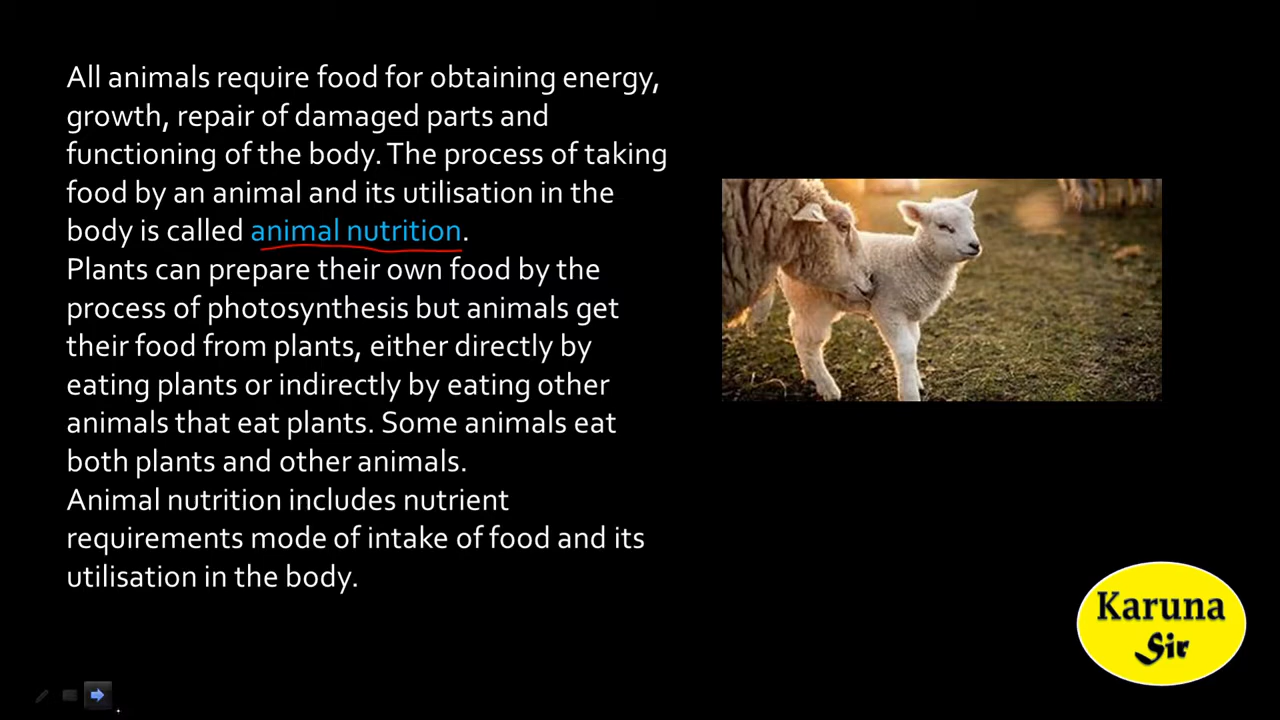 All animals require food for obtaining energy,
growth, repair of damaged parts and
functioning of the body. The process of taking
food by an animal and its utilisation in the
body is called animal nutrition.
Plants can prepare their own food by the
process of photosynthesis but animals get
their food from plants, either directly by
eating plants or indirectly by eating other
animals that eat plants. Some animals eat
both plants and other animals.
Animal nutrition includes nutrient
requirements mode of intake of food and its
utilisation in the body.
Karuna
Sir